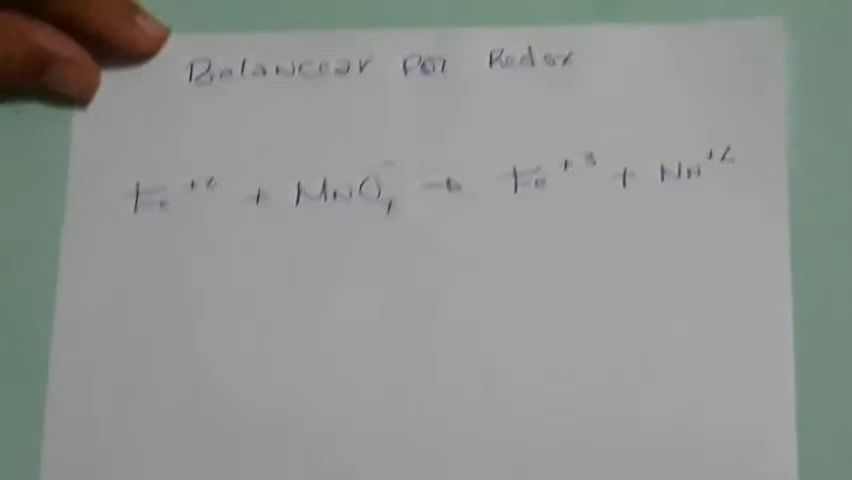 Balancear por Redox
Fe⁺² + MnO₄⁻ → Fe⁺³ + Mn⁺²